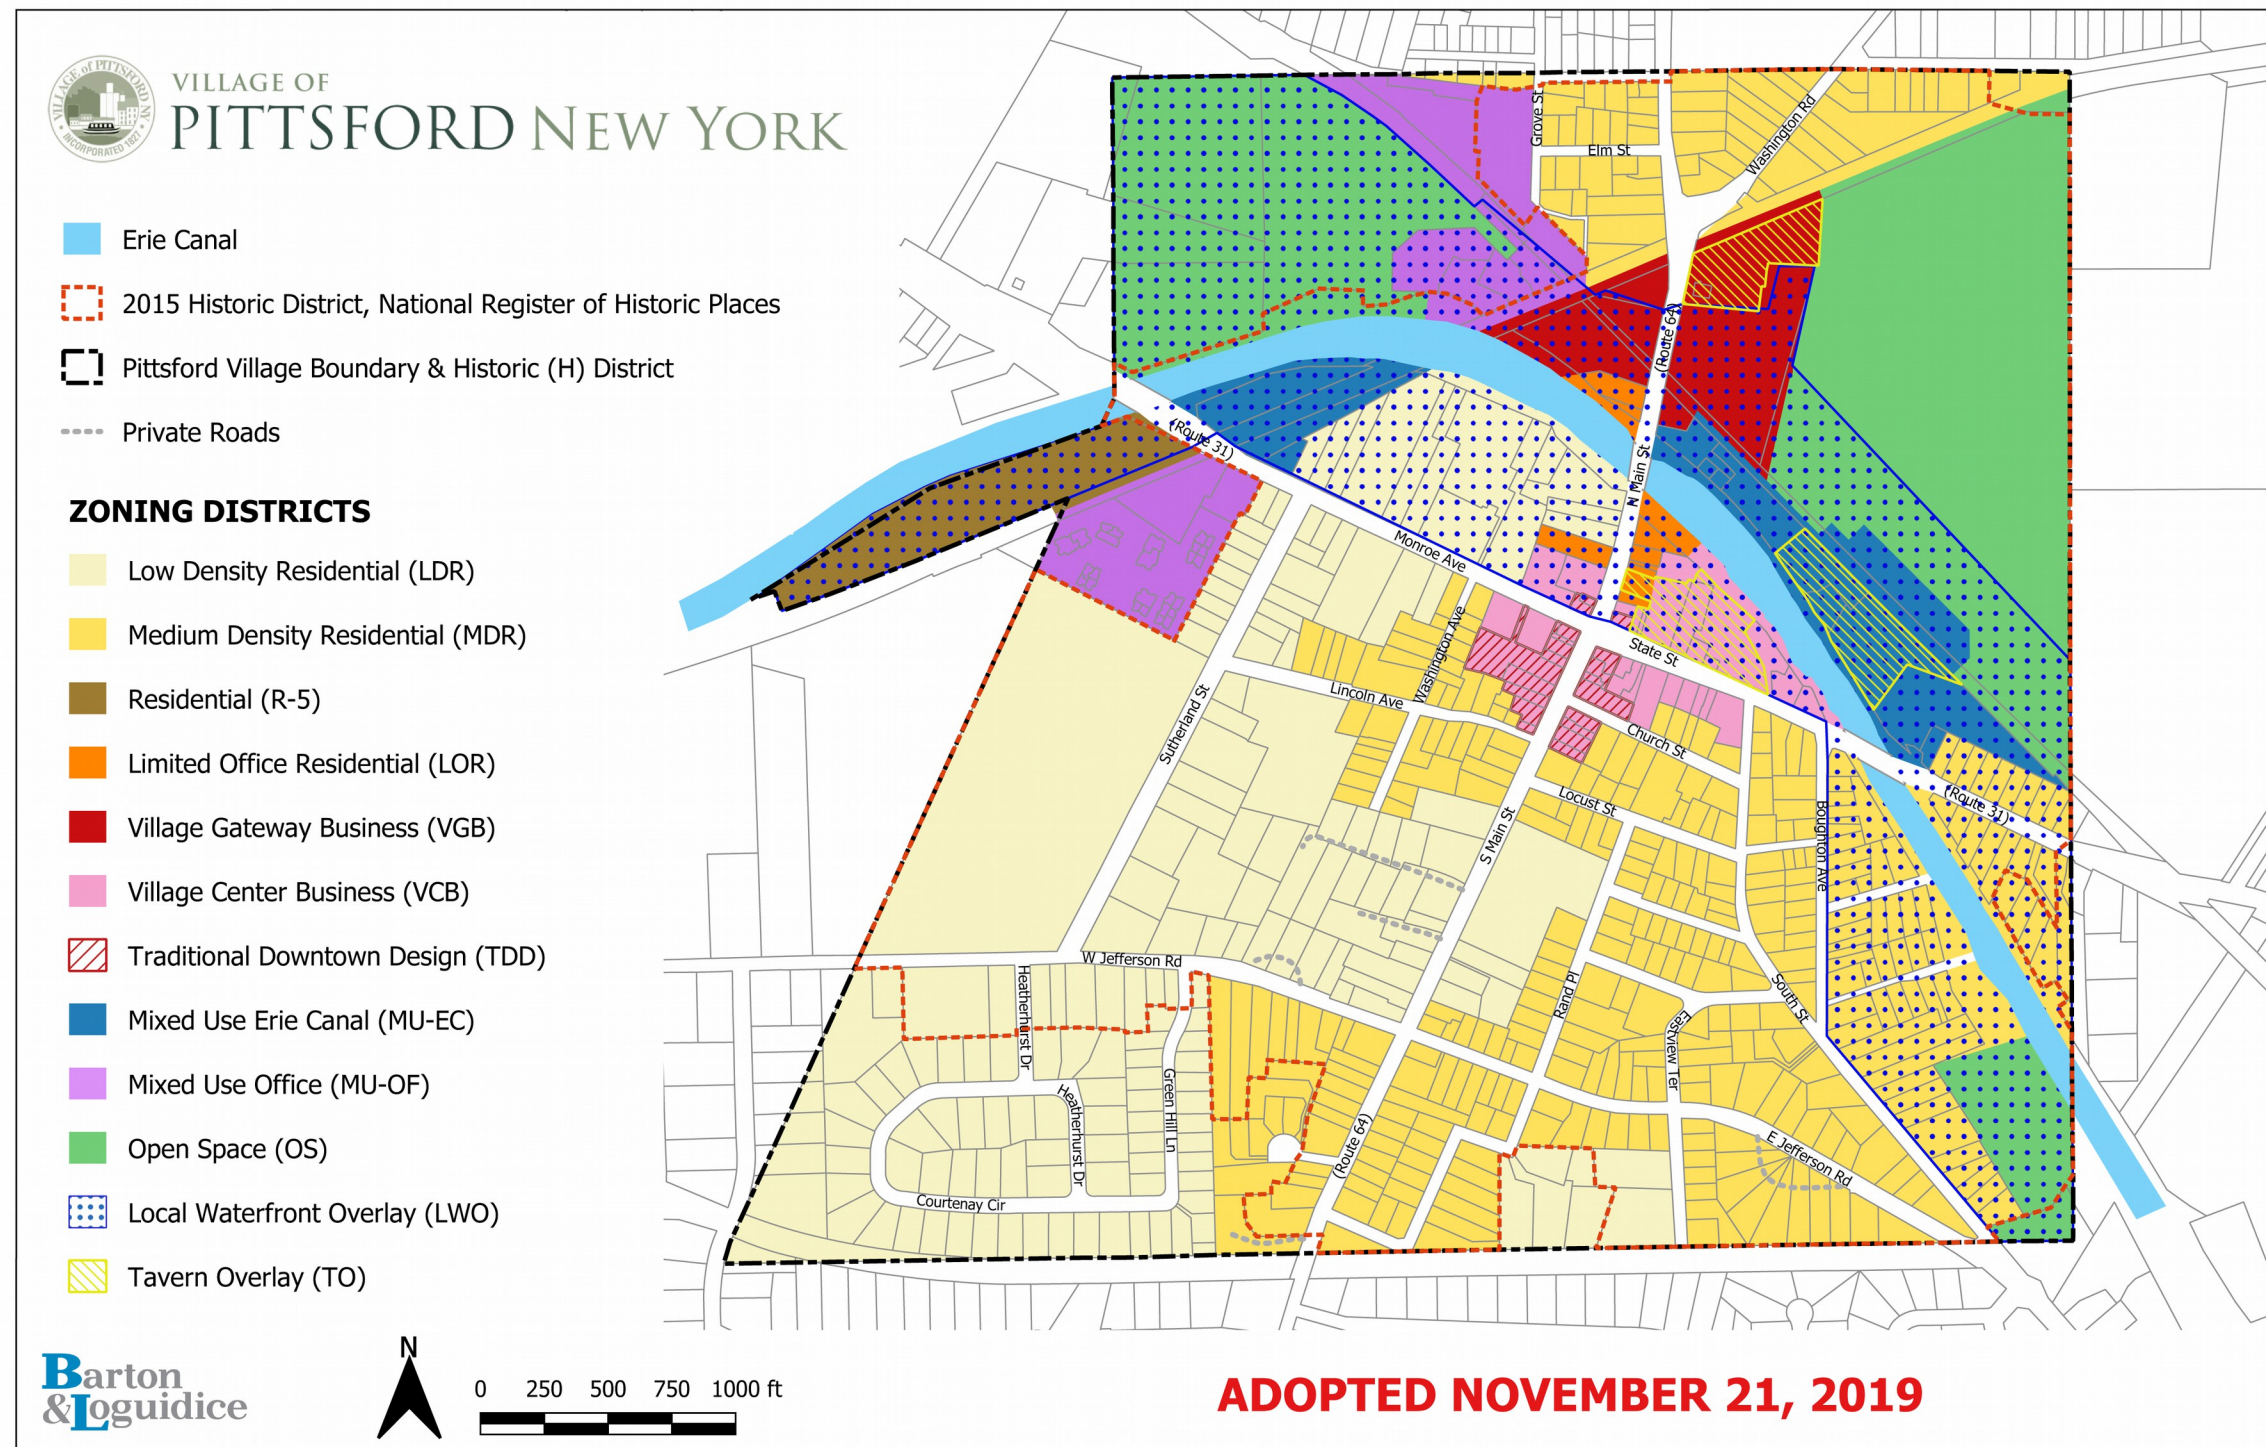 VILLAGE of PITTSFORD NY
INCORPORATED 1827
VILLAGE OF
PITTSFORD NEW YORK
Erie Canal
2015 Historic District, National Register of Historic Places
Pittsford Village Boundary & Historic (H) District
Private Roads
ZONING DISTRICTS
Low Density Residential (LDR)
Medium Density Residential (MDR)
Residential (R-5)
Limited Office Residential (LOR)
Village Gateway Business (VGB)
Village Center Business (VCB)
Traditional Downtown Design (TDD)
Mixed Use Erie Canal (MU-EC)
Mixed Use Office (MU-OF)
Open Space (OS)
Local Waterfront Overlay (LWO)
Tavern Overlay (TO)
Barton
&Loguidice
N
0 250 500 750 1000 ft
Grove St
Elm St
Washington Rd
(Route 64)
(Route 31)
N Main St
Monroe Ave
Washington Ave
State St
Lincoln Ave
Sutherland St
Church St
Locust St
S Main St
Boughton Ave
(Route 31)
W Jefferson Rd
Heatherhurst Dr
Rand Pl
South St
Eastview Ter
Green Hill Ln
Heatherhurst Dr
(Route 64)
E Jefferson Rd
Courtenay Cir
ADOPTED NOVEMBER 21, 2019